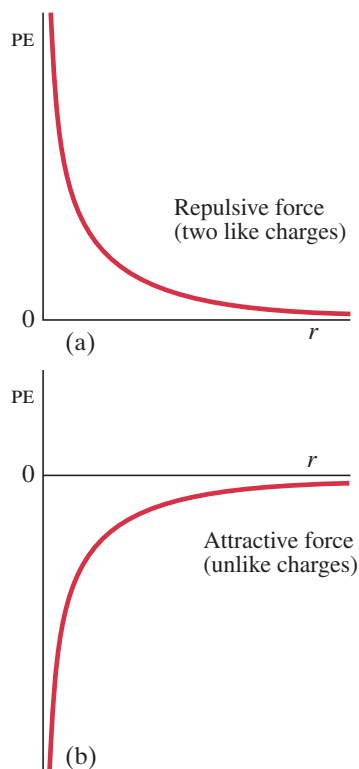 PE
Repulsive force
(two like charges)
0
r
(a)
PE
0
r
Attractive force
(unlike charges)
(b)